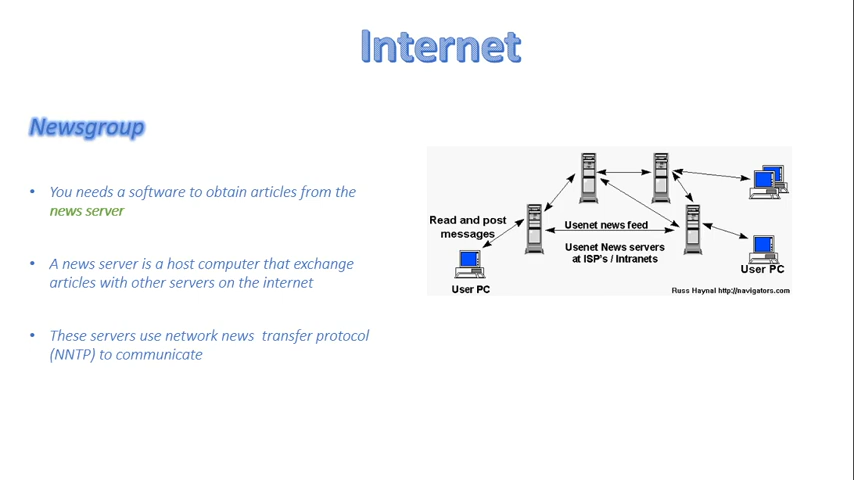 Internet
Newsgroup
• You needs a software to obtain articles from the
news server
• A news server is a host computer that exchange
articles with other servers on the internet
• These servers use network news transfer protocol
(NNTP) to communicate
Read and post
messages
User PC
Usenet news feed
Usenet News servers
at ISP's / Intranets
User PC
Russ Haynal http://navigators.com